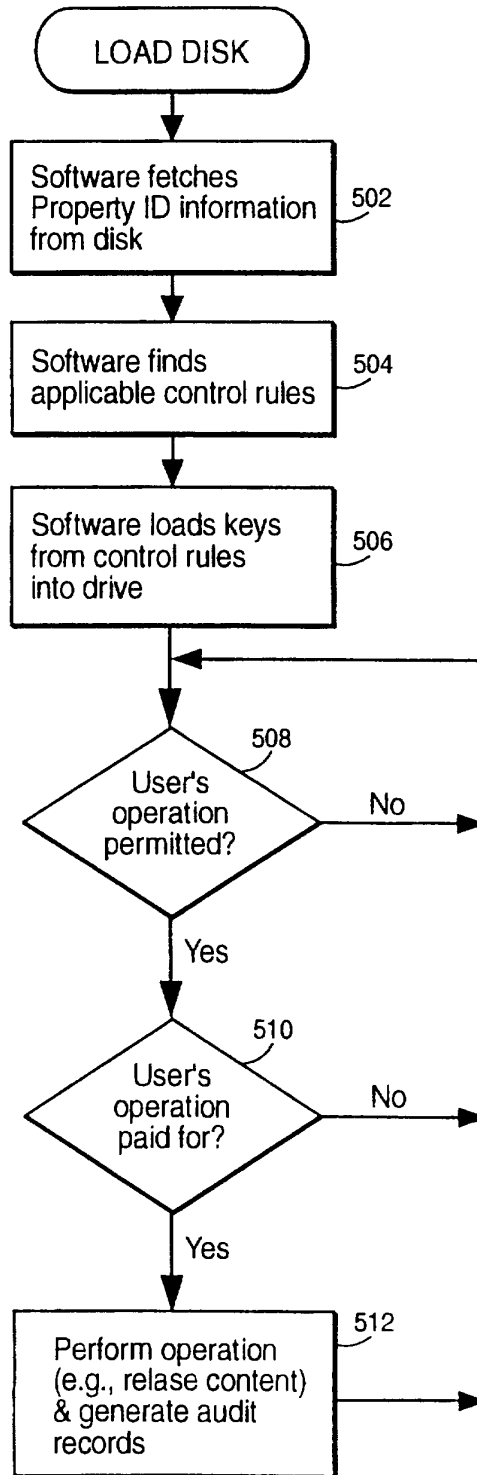 LOAD DISK
Software fetches
Property ID information
from disk
502
Software finds
applicable control rules
504
Software loads keys
from control rules
into drive
506
508
User's
operation
permitted?
No
Yes
510
User's
operation
paid for?
No
Yes
512
Perform operation
(e.g., relase content)
& generate audit
records